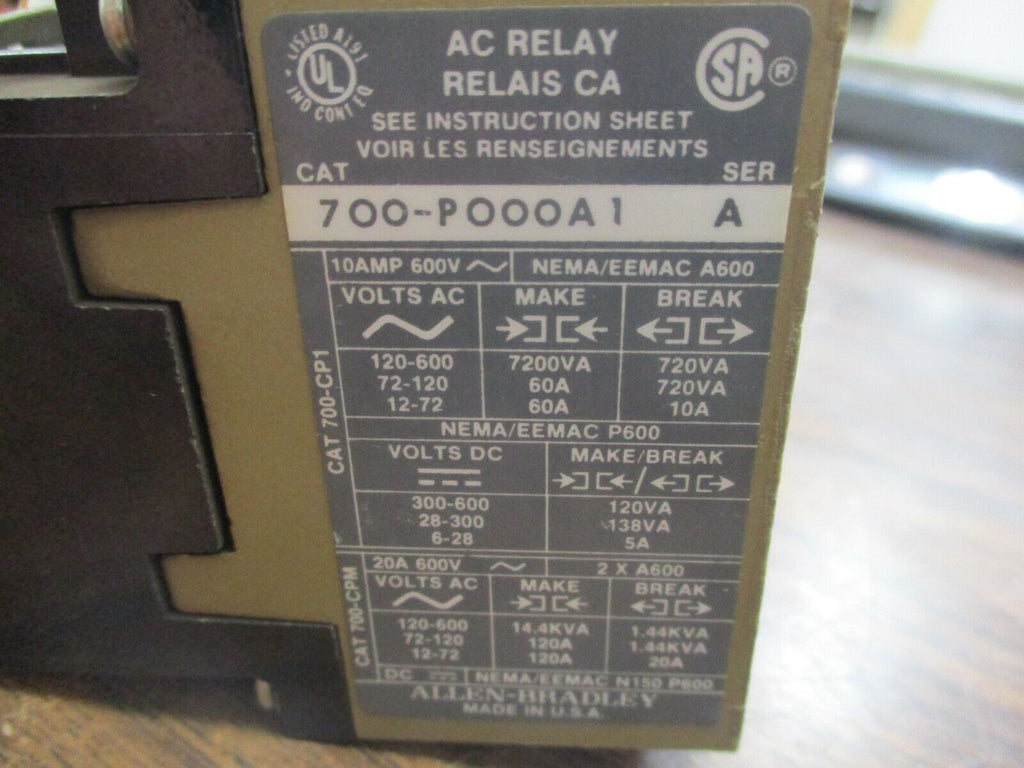 LISTED A191
UL
IND CONT EQ
AC RELAY
RELAIS CA
SA ®
SEE INSTRUCTION SHEET
VOIR LES RENSEIGNEMENTS
CAT SER
700-P000A1 A
CAT 700-CP1
10AMP 600V NEMA/EEMAC A600
VOLTS AC MAKE BREAK
120-600 7200VA 720VA
72-120 60A 720VA
12-72 60A 10A
NEMA/EEMAC P600
VOLTS DC MAKE/BREAK
300-600 120VA
28-300 138VA
6-28 5A
CAT 700-CPM
20A 600V 2 X A600
VOLTS AC MAKE BREAK
120-600 14.4KVA 1.44KVA
72-120 120A 1.44KVA
12-72 120A 20A
DC NEMA/EEMAC N150 P600
ALLEN-BRADLEY
MADE IN U.S.A.